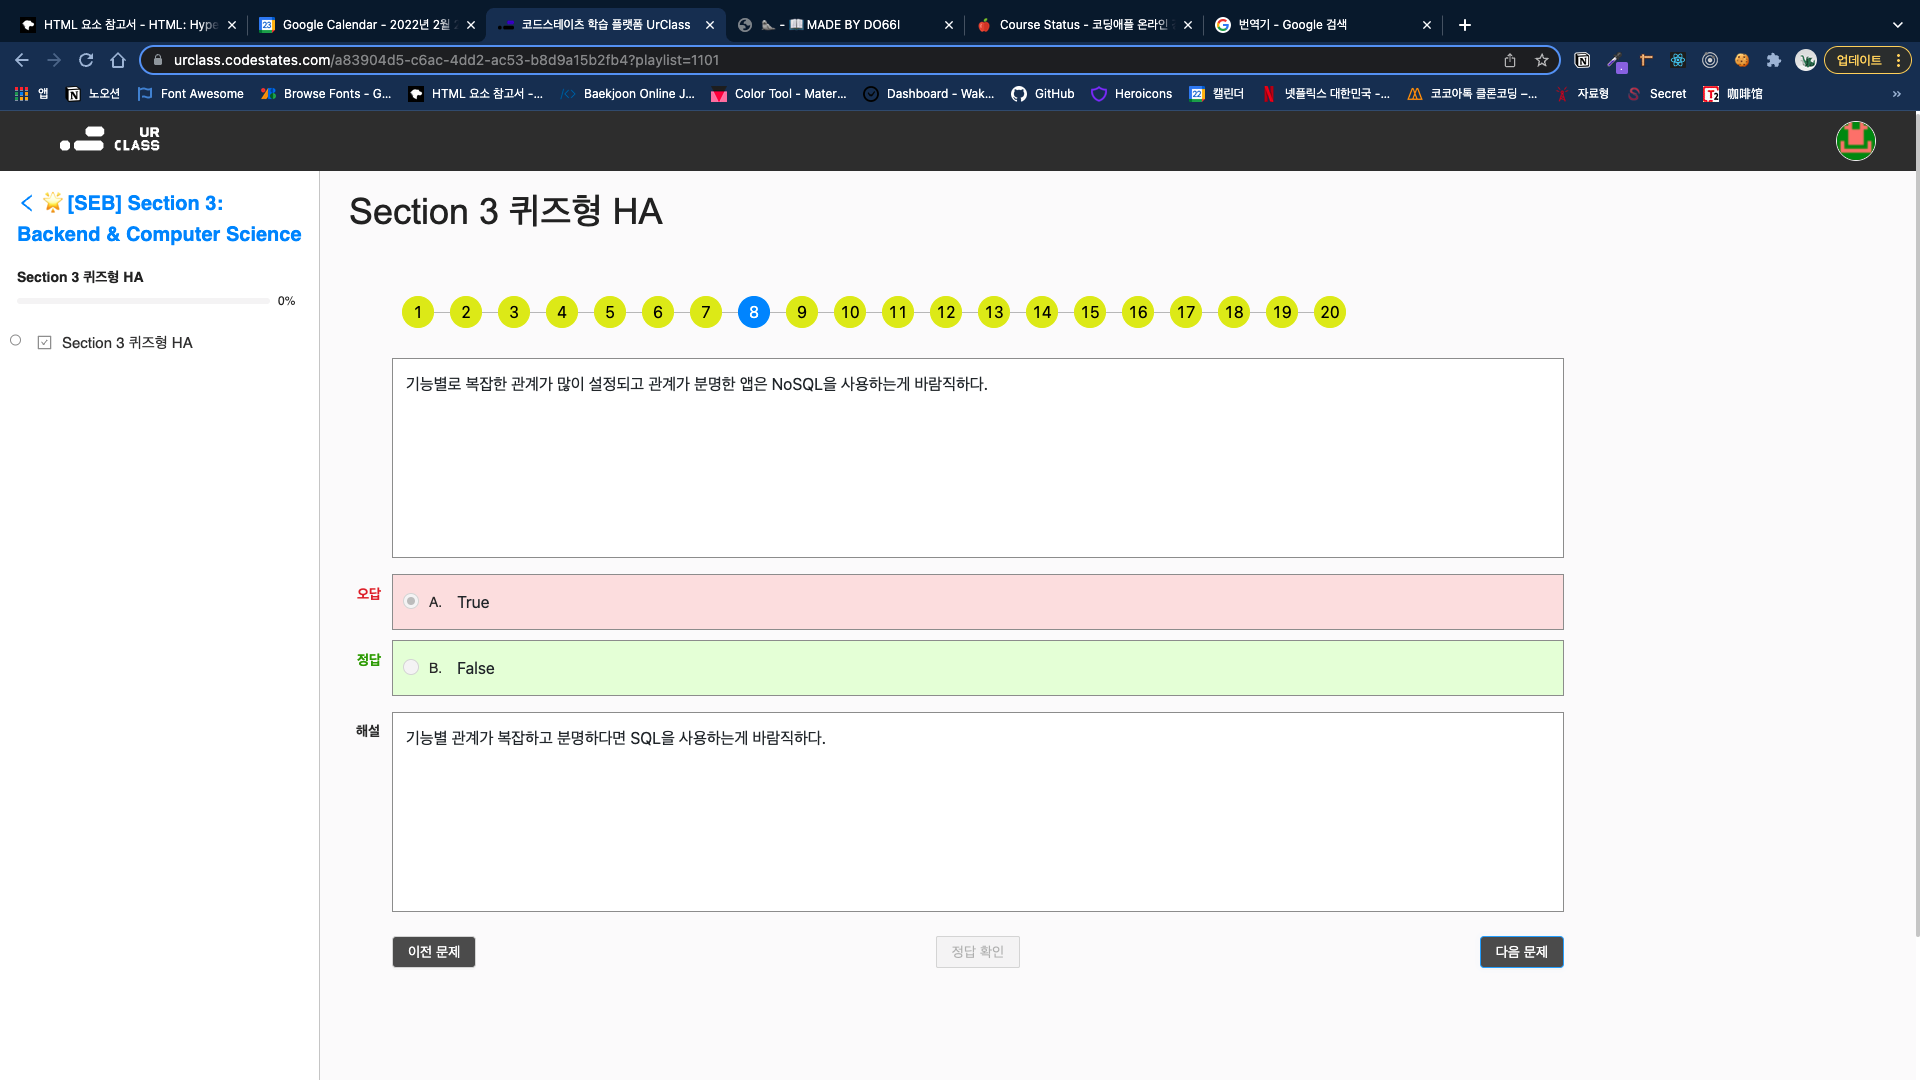 HTML 요소 참고서 - HTML: Hype
Google Calendar - 2022년 2월 2
코드스테이츠 학습 플랫폼 UrClass
- MADE BY DO66I
Course Status - 코딩애플 온라인
번역기 - Google 검색
urclass.codestates.com/a83904d5-c6ac-4dd2-ac53-b8d9a15b2fb4?playlist=1101
업데이트
앱
노오션
Font Awesome
Browse Fonts - G...
HTML 요소 참고서 -...
Baekjoon Online J...
Color Tool - Mater...
Dashboard - Wak...
GitHub
Heroicons
캘린더
넷플릭스 대한민국 -...
코코아톡 클론코딩 –...
자료형
Secret
咖啡馆
UR
CLASS
[SEB] Section 3:
Backend & Computer Science
Section 3 퀴즈형 HA
0%
Section 3 퀴즈형 HA
Section 3 퀴즈형 HA
1 2 3 4 5 6 7 8 9 10 11 12 13 14 15 16 17 18 19 20
기능별로 복잡한 관계가 많이 설정되고 관계가 분명한 앱은 NoSQL을 사용하는게 바람직하다.
오답
A. True
정답
B. False
해설
기능별 관계가 복잡하고 분명하다면 SQL을 사용하는게 바람직하다.
이전 문제
정답 확인
다음 문제